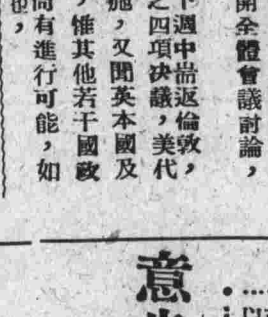 開全體會議討論，
下週中耑返倫敦，
之四項决議，美代
施，又聞英本國及
，惟其他若干國政
尚有進行可能，如
也，
意